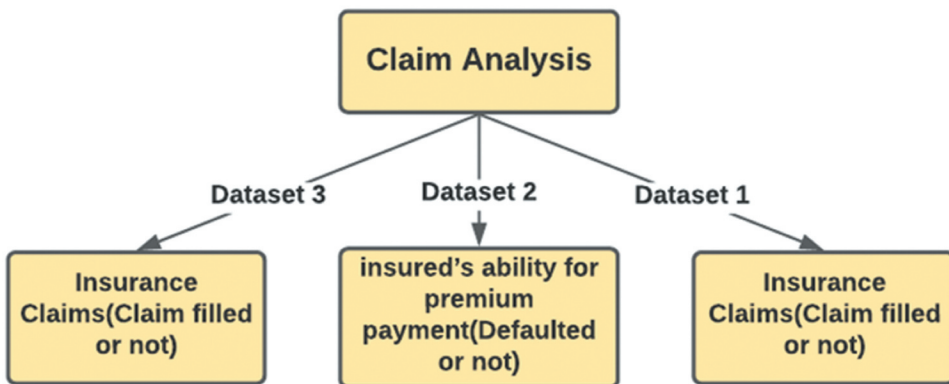 Claim Analysis
Dataset 3
Dataset 2
Dataset 1
Insurance
Claims(Claim filled
or not)
insured's ability for
premium
payment(Defaulted
or not)
Insurance
Claims(Claim filled
or not)